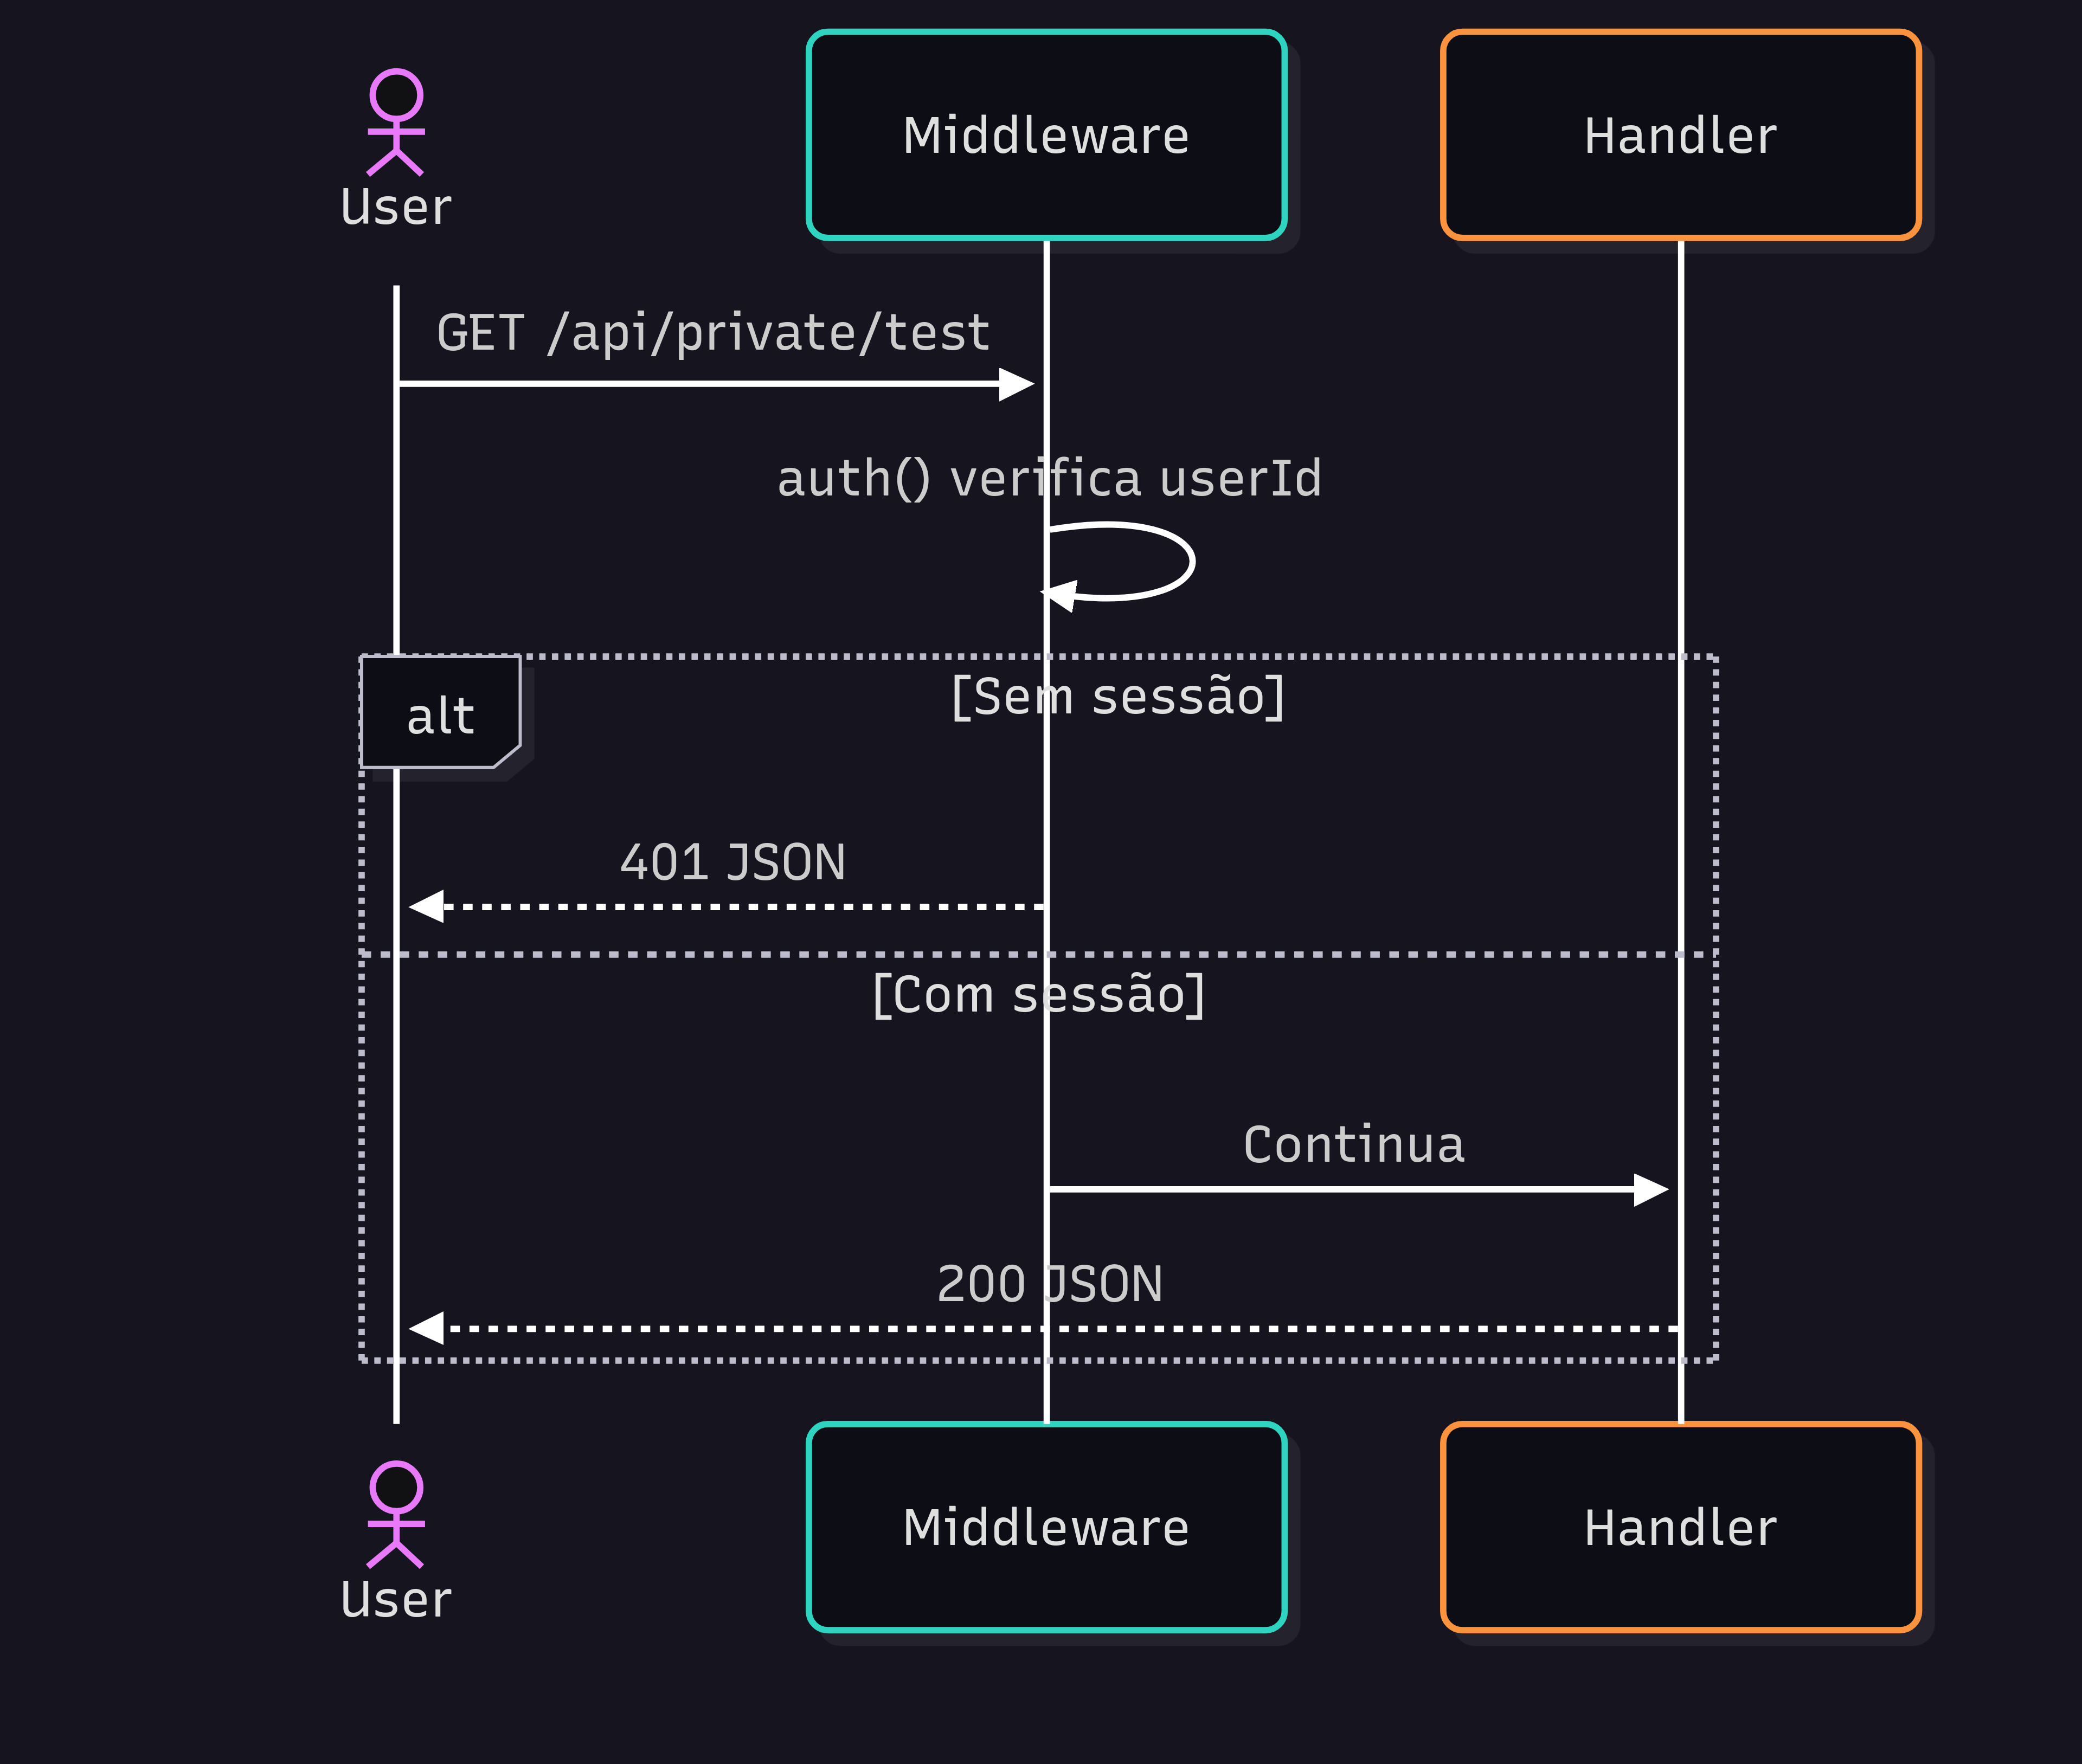 User
Middleware
Handler
GET /api/private/test
auth() verifica userId
alt
[Sem sessão]
401 JSON
[Com sessão]
Continua
200 JSON
User
Middleware
Handler